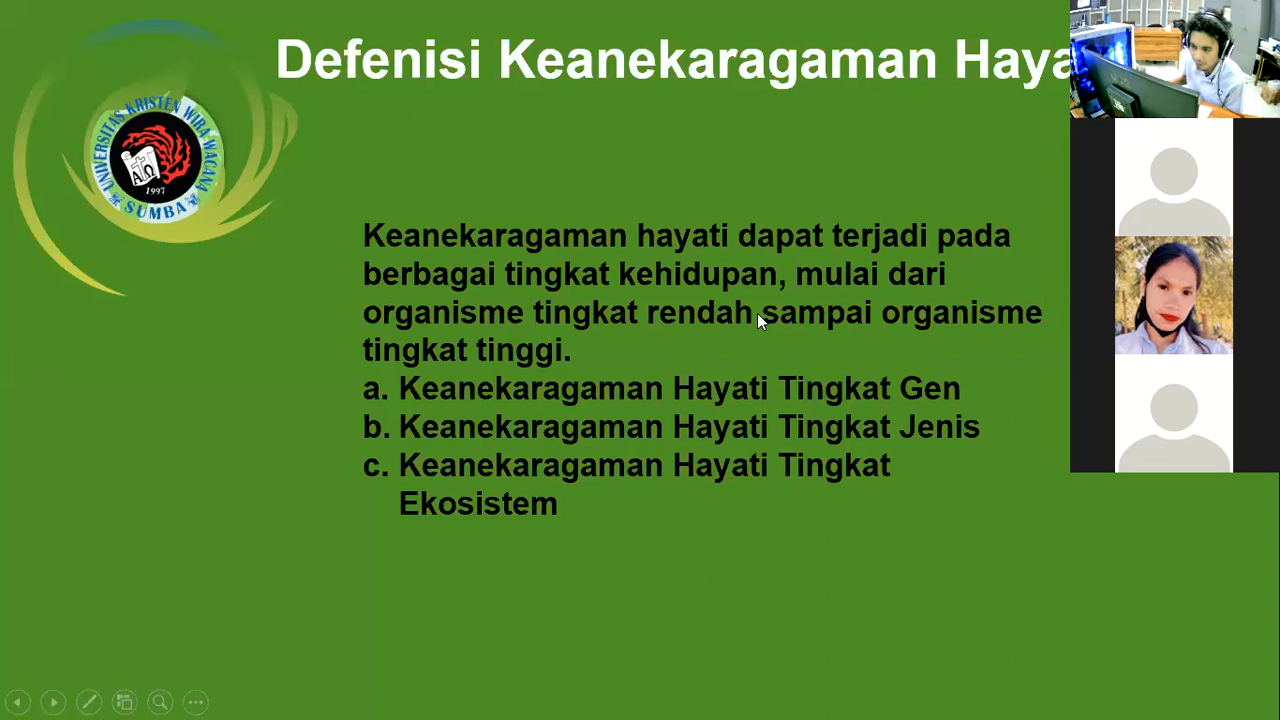 Defenisi Keanekaragaman Haya
UNIVERSITAS KRISTEN WIRA WACANA
SUMBA
A Ω
1997
Keanekaragaman hayati dapat terjadi pada
berbagai tingkat kehidupan, mulai dari
organisme tingkat rendah sampai organisme
tingkat tinggi.
a. Keanekaragaman Hayati Tingkat Gen
b. Keanekaragaman Hayati Tingkat Jenis
c. Keanekaragaman Hayati Tingkat
Ekosistem